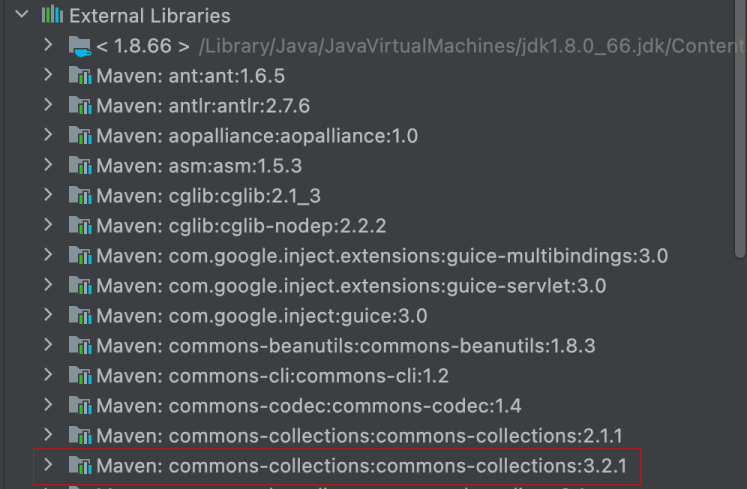 External Libraries
< 1.8.66 > /Library/Java/JavaVirtualMachines/jdk1.8.0_66.jdk/Content
Maven: ant:ant:1.6.5
Maven: antlr:antlr:2.7.6
Maven: aopalliance:aopalliance:1.0
Maven: asm:asm:1.5.3
Maven: cglib:cglib:2.1_3
Maven: cglib:cglib-nodep:2.2.2
Maven: com.google.inject.extensions:guice-multibindings:3.0
Maven: com.google.inject.extensions:guice-servlet:3.0
Maven: com.google.inject:guice:3.0
Maven: commons-beanutils:commons-beanutils:1.8.3
Maven: commons-cli:commons-cli:1.2
Maven: commons-codec:commons-codec:1.4
Maven: commons-collections:commons-collections:2.1.1
Maven: commons-collections:commons-collections:3.2.1